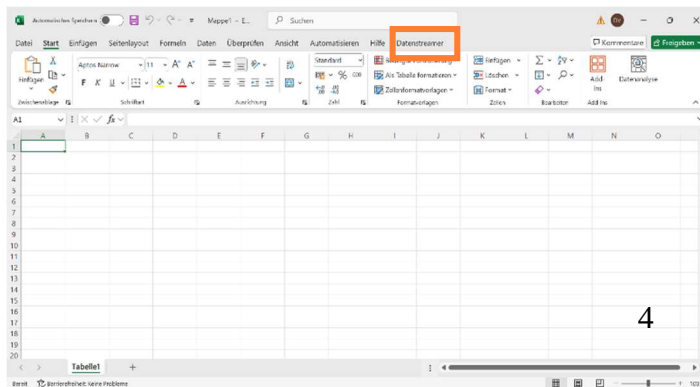 Automatisches Speichern Mappe1 – E... Suchen DV
Datei Start Einfügen Seitenlayout Formeln Daten Überprüfen Ansicht Automatisieren Hilfe Datenstreamer Kommentare Freigeben
Einfügen Aptos Narrow 11 A A Standard Einfügen Σ
F K U A % 000 Als Tabelle formatieren Löschen Add- Ins Datenanalyse
Zellenformatvorlagen Format
Zwischenablage Schriftart Ausrichtung Zahl Formatvorlagen Zellen Bearbeiten Add-Ins
A1 fx
A B C D E F G H I J K L M N O
1
2
3
4
5
6
7
8
9
10
11
12
13
14
15
16
17
18
19
20
4
Tabelle1 +
Bereit Barrierefreiheit: Keine Probleme